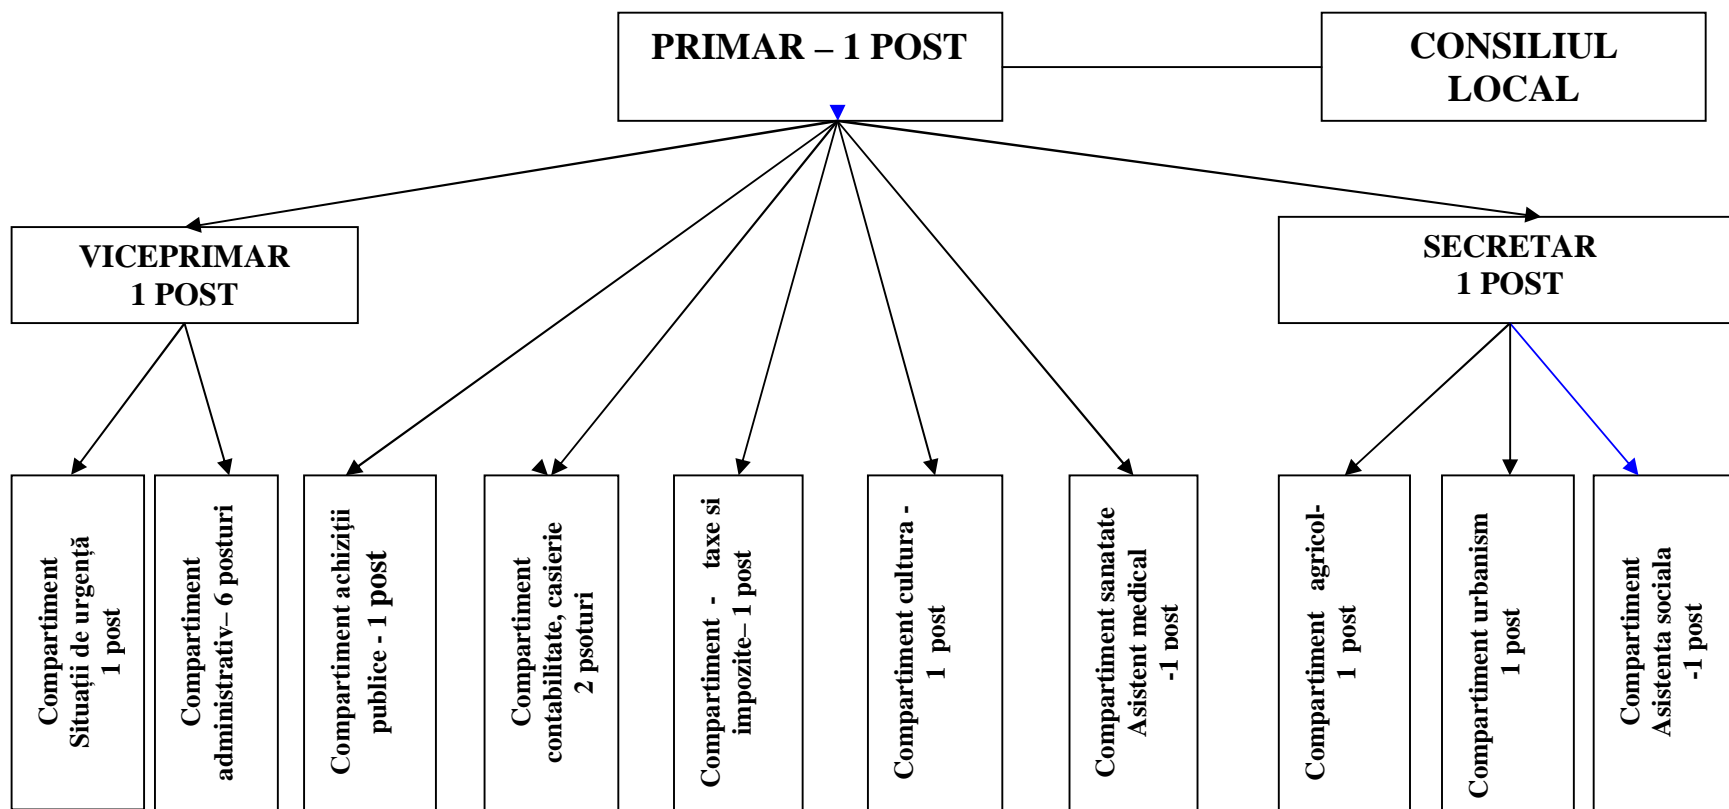 PRIMAR – 1 POST
CONSILIUL
LOCAL
VICEPRIMAR
1 POST
SECRETAR
1 POST
Compartiment
Situații de urgență
1 post
Compartiment
administrativ– 6 posturi
Compartiment achiziţii
publice - 1 post
Compartiment
contabilitate, casierie
2 psoturi
Compartiment - taxe si
impozite– 1 post
Compartiment cultura -
1 post
Compartiment sanatate
Asistent medical
-1 post
Compartiment agricol-
1 post
Conpartiment urbanism
1 post
Compartiment
Asistenta sociala
-1 post